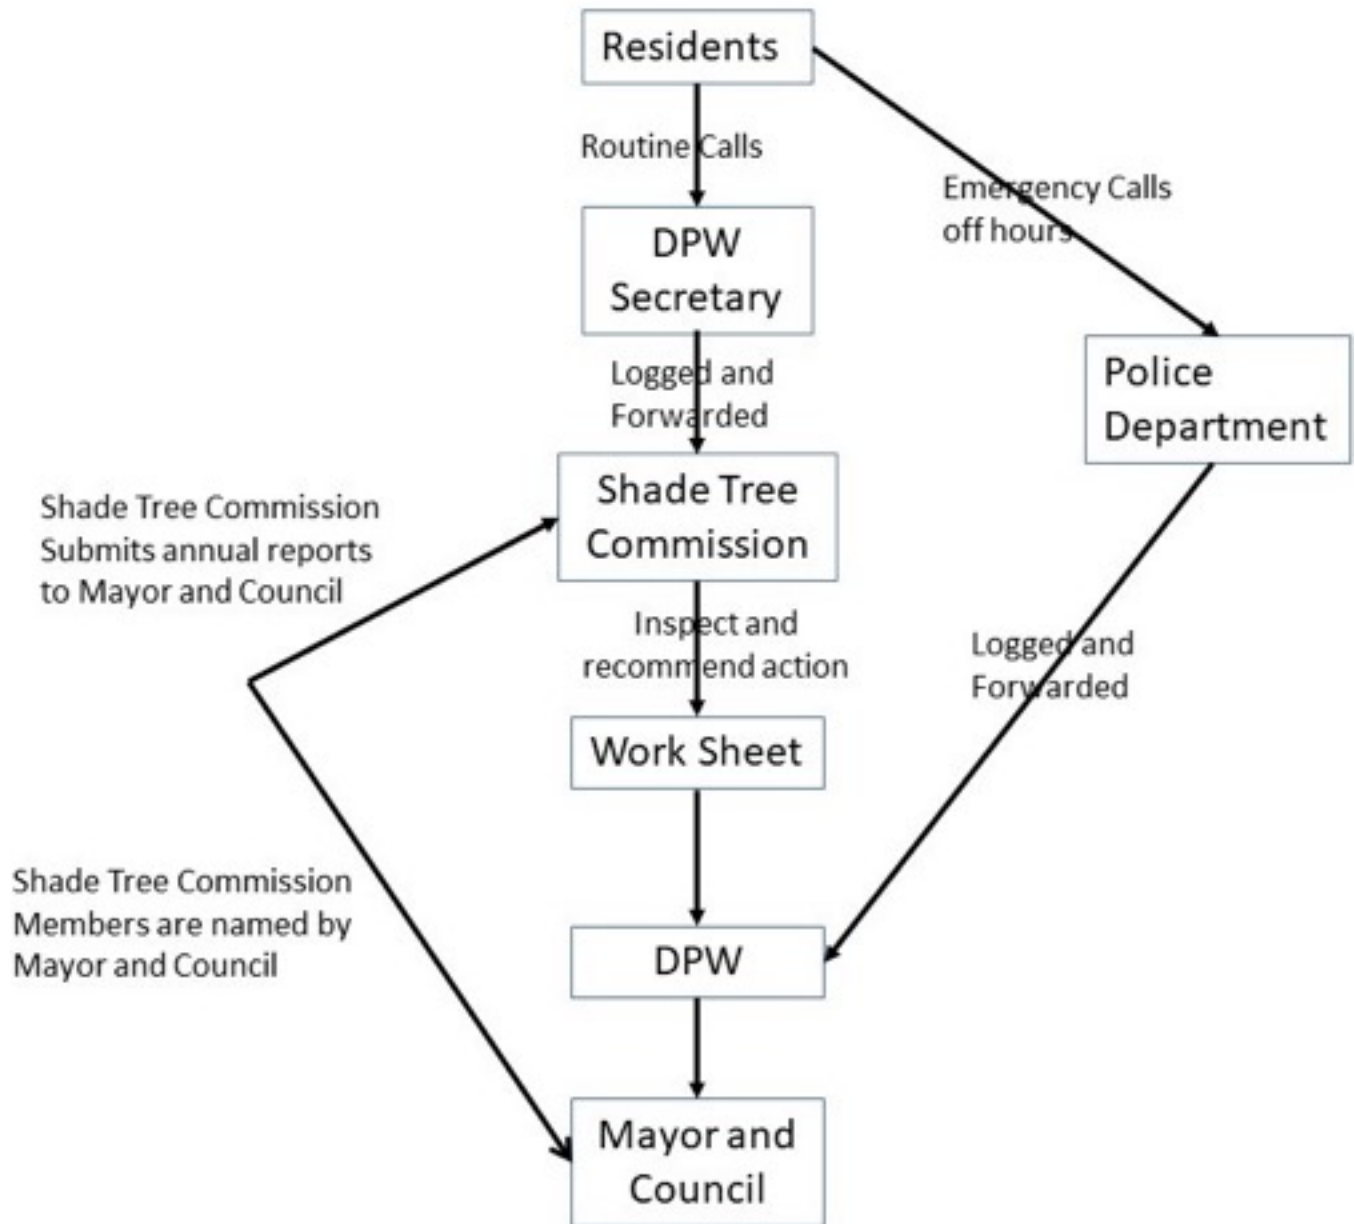 Residents
Routine Calls
Emergency Calls
off hours
DPW
Secretary
Logged and
Forwarded
Police
Department
Shade Tree
Commission
Shade Tree Commission
Submits annual reports
to Mayor and Council
Inspect and
recommend action
Logged and
Forwarded
Work Sheet
Shade Tree Commission
Members are named by
Mayor and Council
DPW
Mayor and
Council